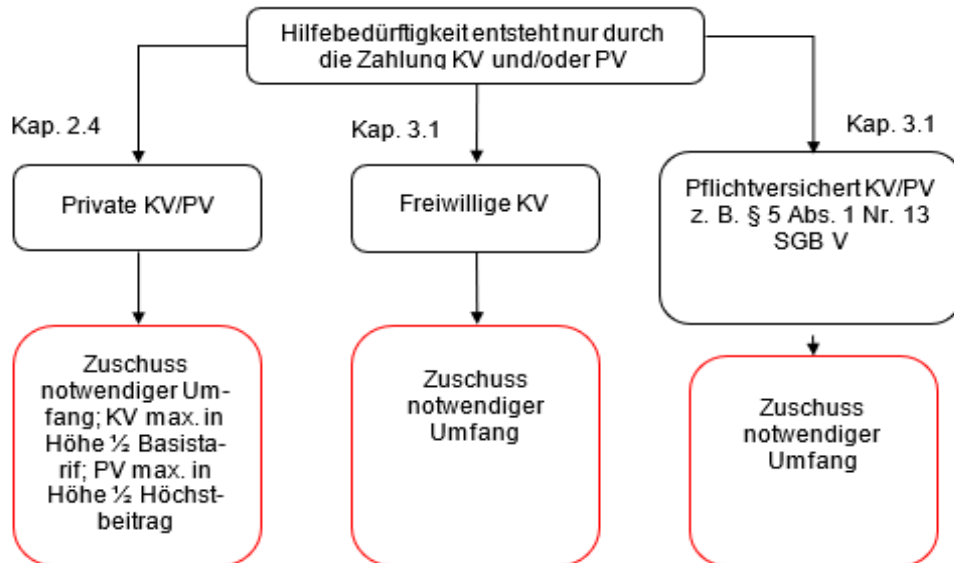 Hilfebedürftigkeit entsteht nur durch
die Zahlung KV und/oder PV
Kap. 2.4
Kap. 3.1
Kap. 3.1
Private KV/PV
Freiwillige KV
Pflichtversichert KV/PV
z. B. § 5 Abs. 1 Nr. 13
SGB V
Zuschuss
notwendiger Um-
fang; KV max. in
Höhe ½ Basista-
rif; PV max. in
Höhe ½ Höchst-
beitrag
Zuschuss
notwendiger
Umfang
Zuschuss
notwendiger
Umfang